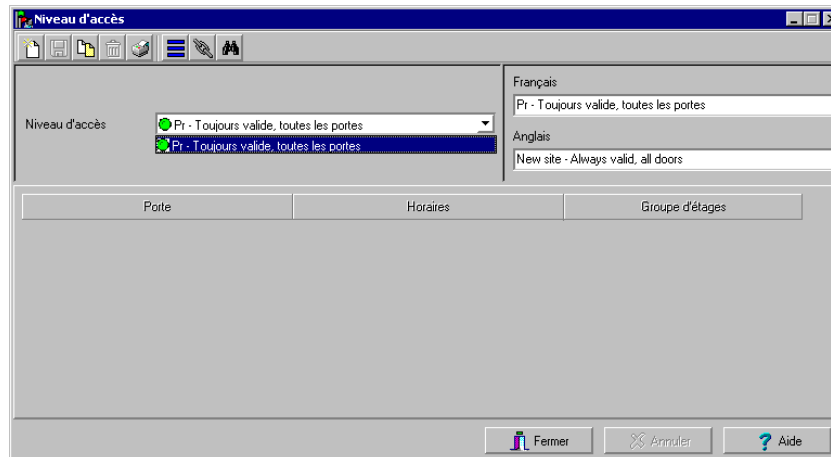 Niveau d'accès
Français
Pr - Toujours valide, toutes les portes
Niveau d'accès
Pr - Toujours valide, toutes les portes
Pr - Toujours valide, toutes les portes
Anglais
New site - Always valid, all doors
Porte
Horaires
Groupe d'étages
Fermer
Annuler
Aide